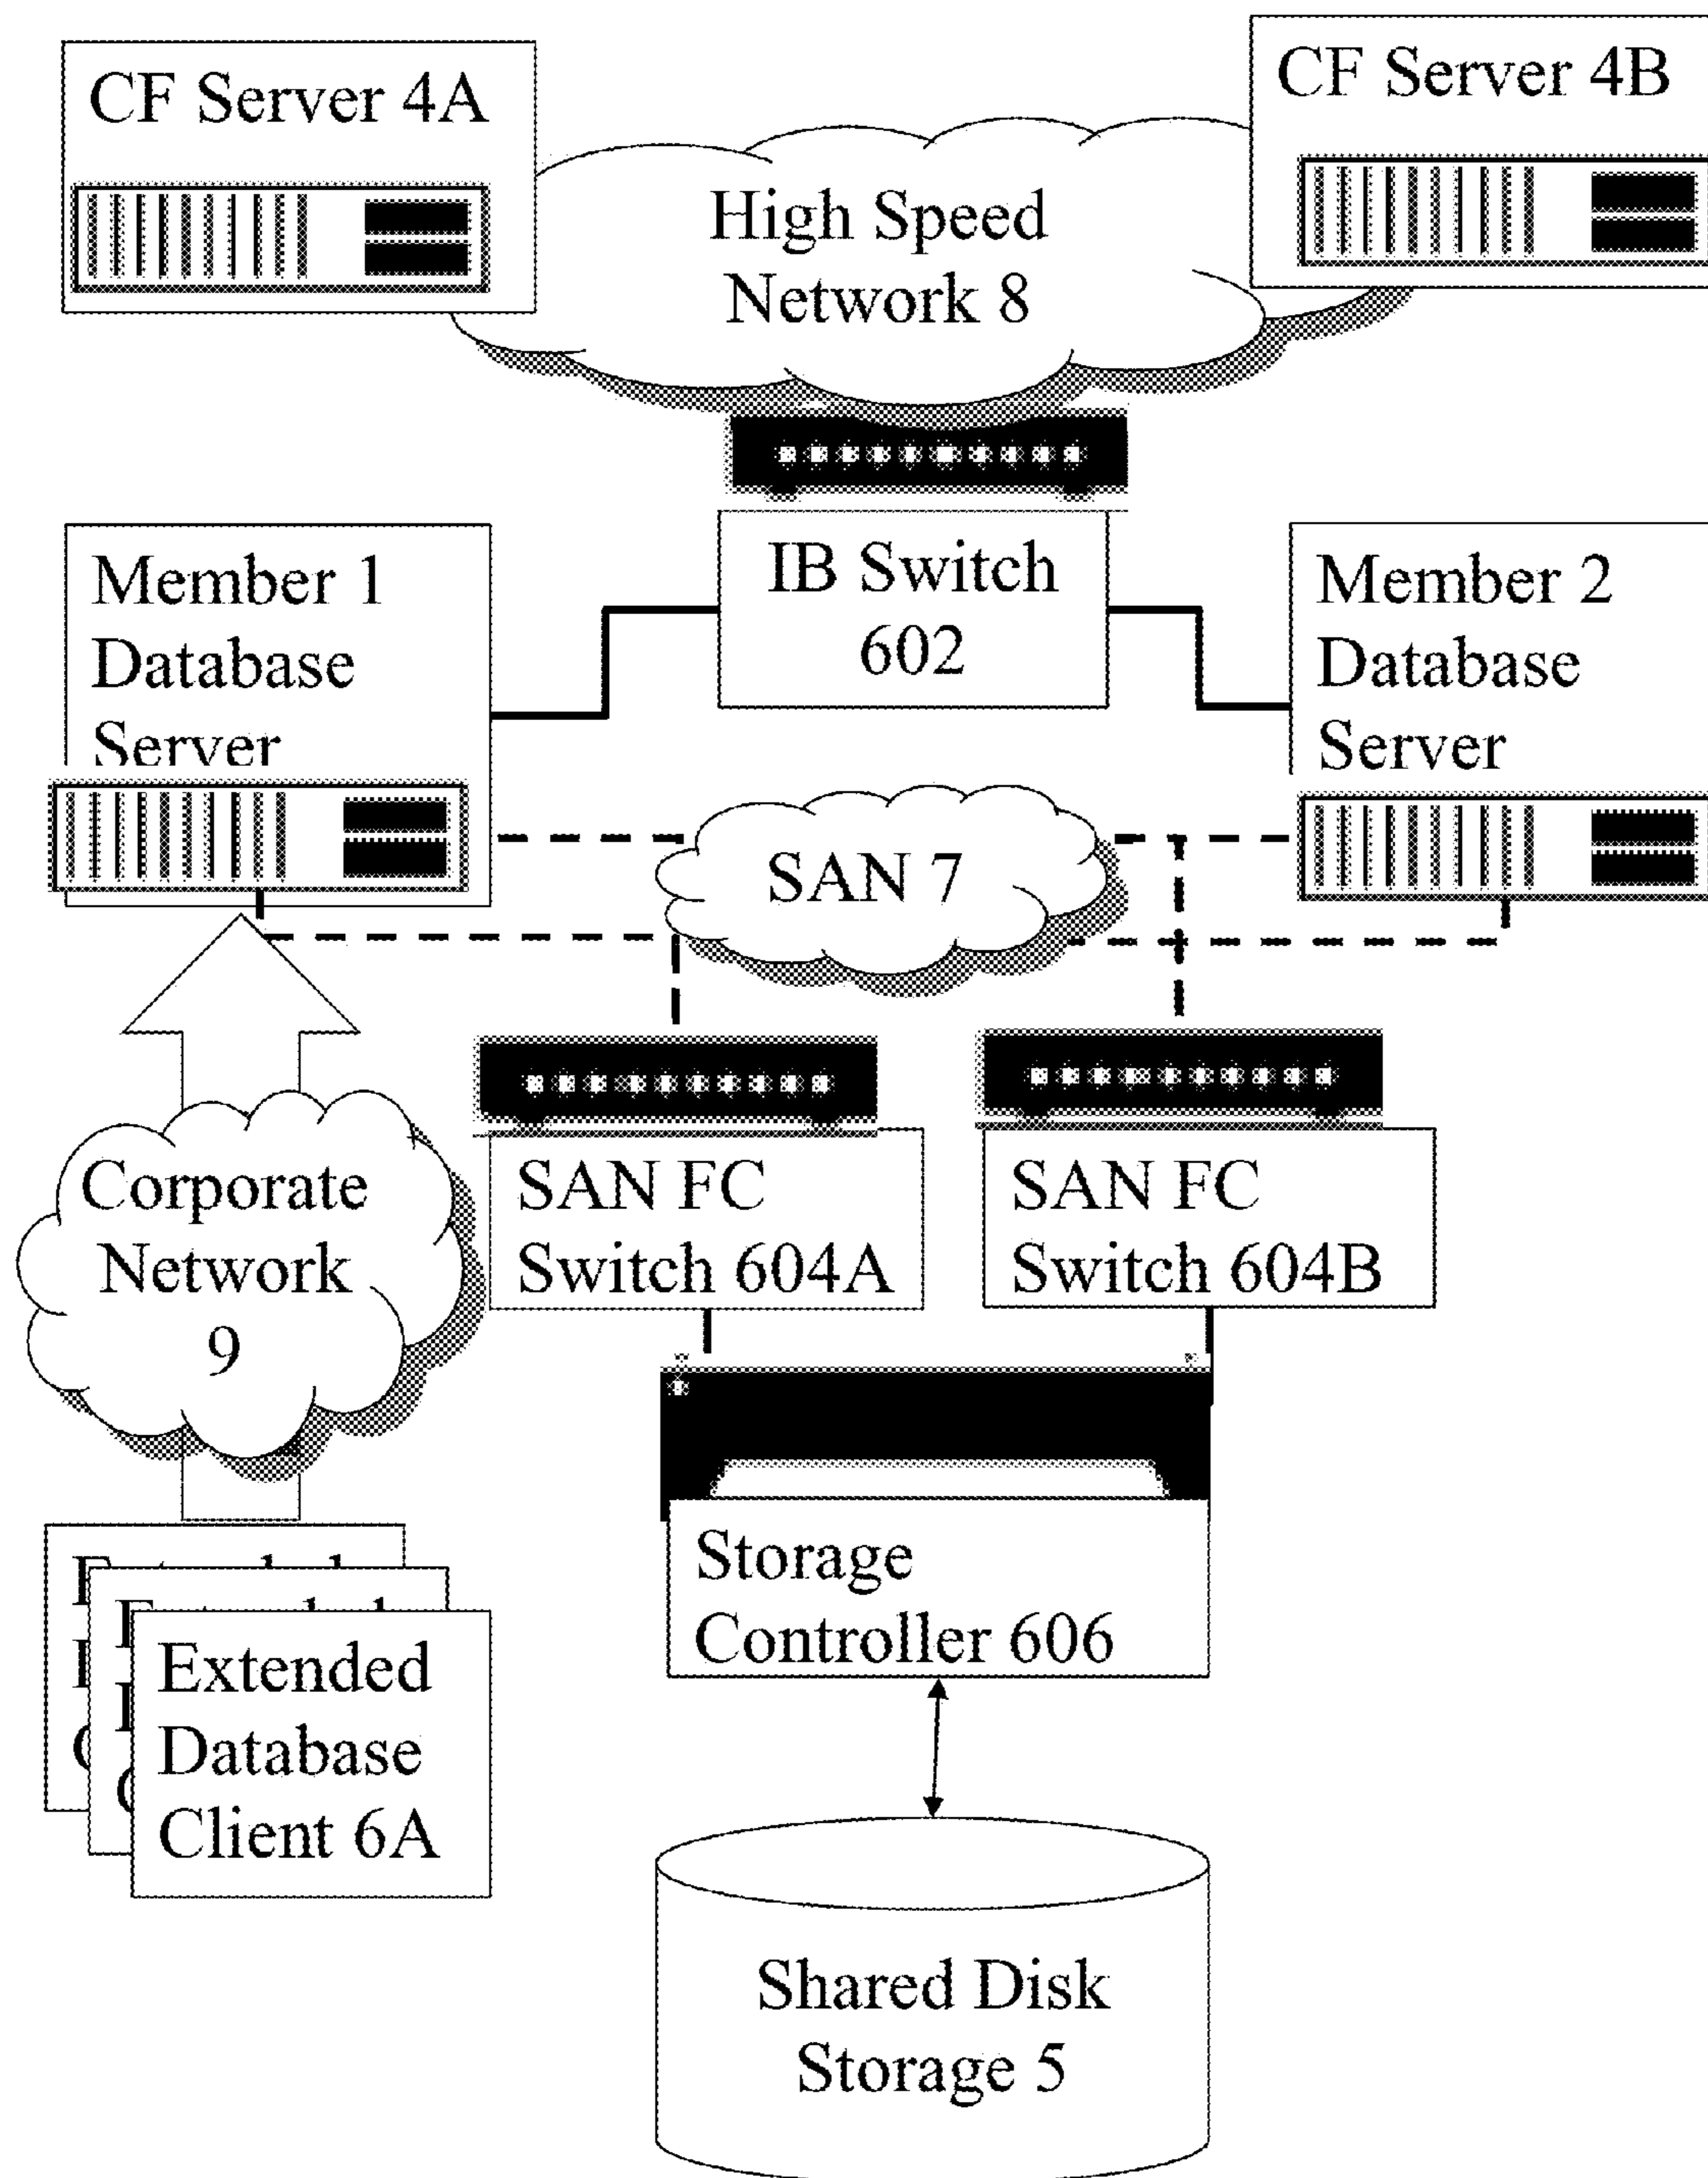 CF Server 4A
CF Server 4B
High Speed
Network 8
IB Switch
602
Member 1
Database
Server
Member 2
Database
Server
SAN 7
SAN FC
Switch 604A
SAN FC
Switch 604B
Corporate
Network
9
Storage
Controller 606
Extended
Database
Client 6A
Shared Disk
Storage 5